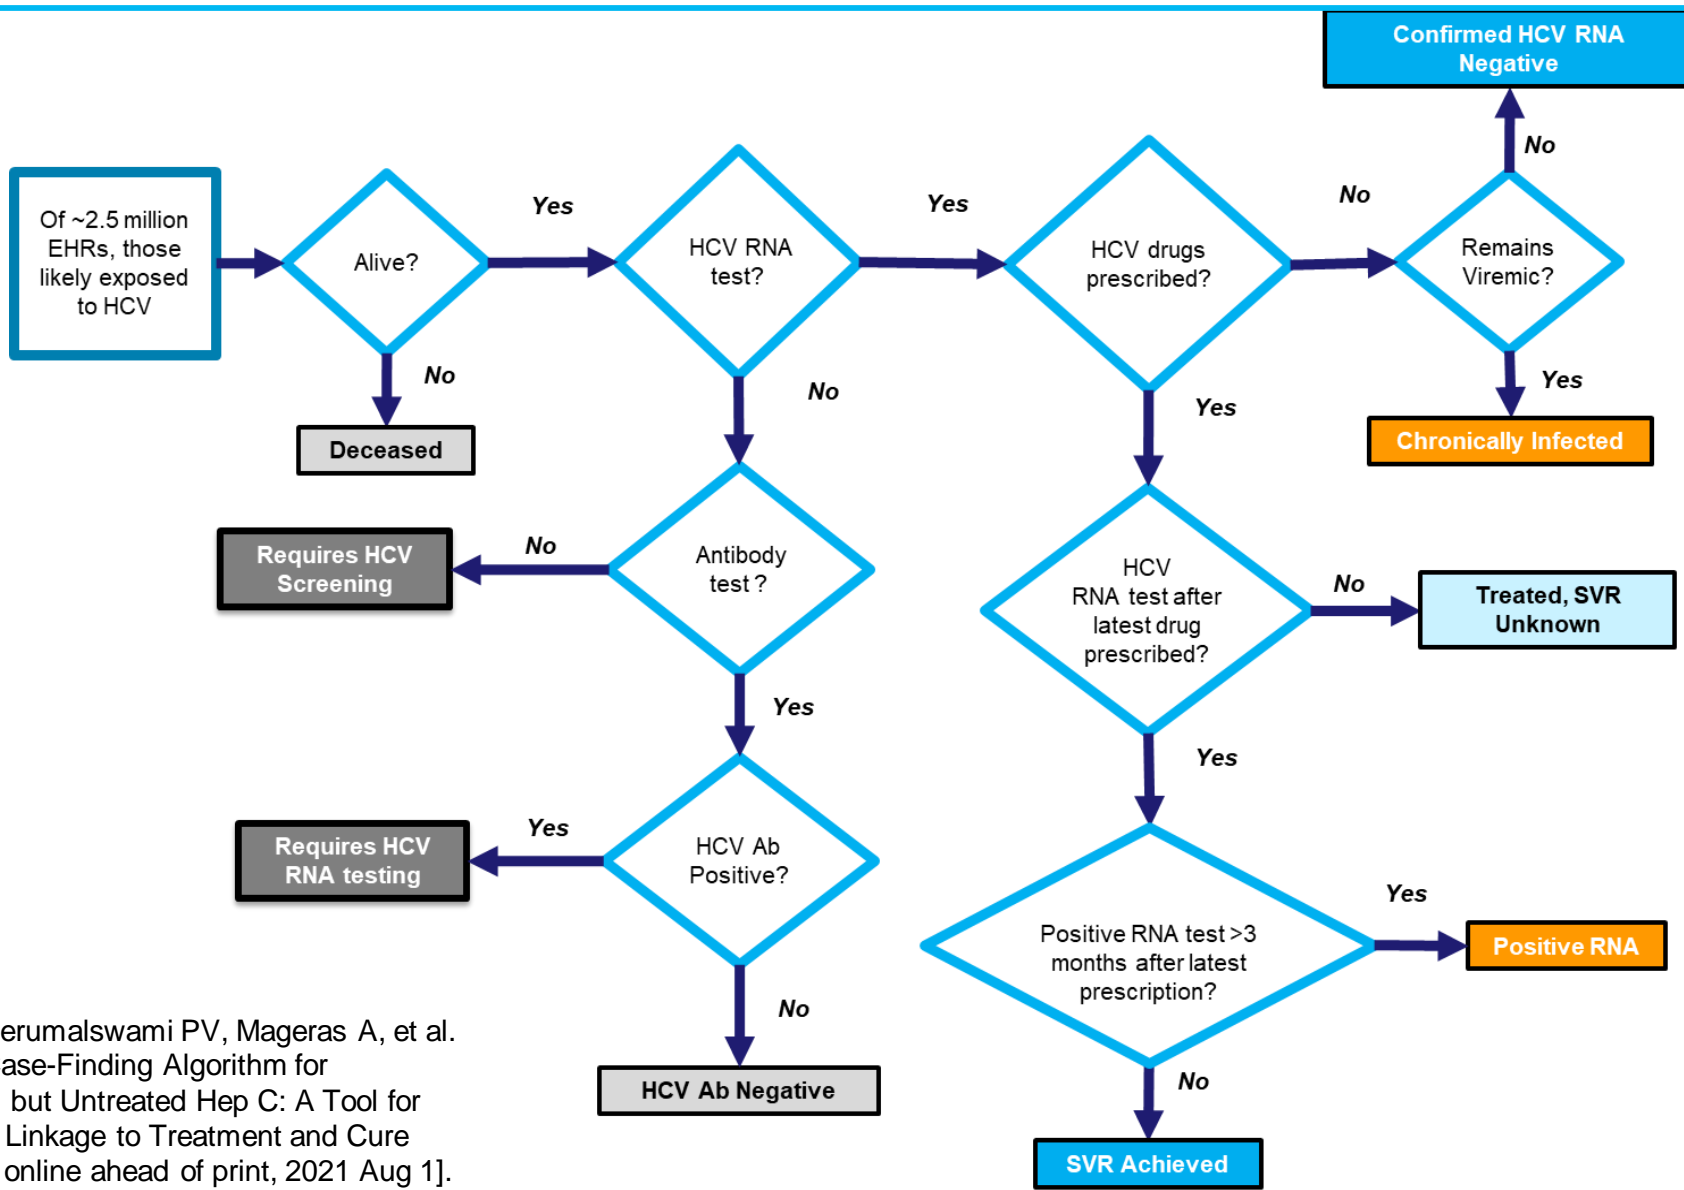 Confirmed HCV RNA
Negative
No
Of ~2.5 million
EHRs, those
likely exposed
to HCV
Alive?
Yes
HCV RNA
test?
Yes
HCV drugs
prescribed?
No
Remains
Viremic?
No
Deceased
No
Yes
Yes
Chronically Infected
Requires HCV
Screening
No
Antibody
test ?
HCV
RNA test after
latest drug
prescribed?
No
Treated, SVR
Unknown
Yes
Yes
Requires HCV
RNA testing
Yes
HCV Ab
Positive?
Positive RNA test >3
months after latest
prescription?
Yes
Positive RNA
No
HCV Ab Negative
No
SVR Achieved
erumalswami PV, Mageras A, et al.
ase-Finding Algorithm for
but Untreated Hep C: A Tool for
Linkage to Treatment and Cure
online ahead of print, 2021 Aug 1].